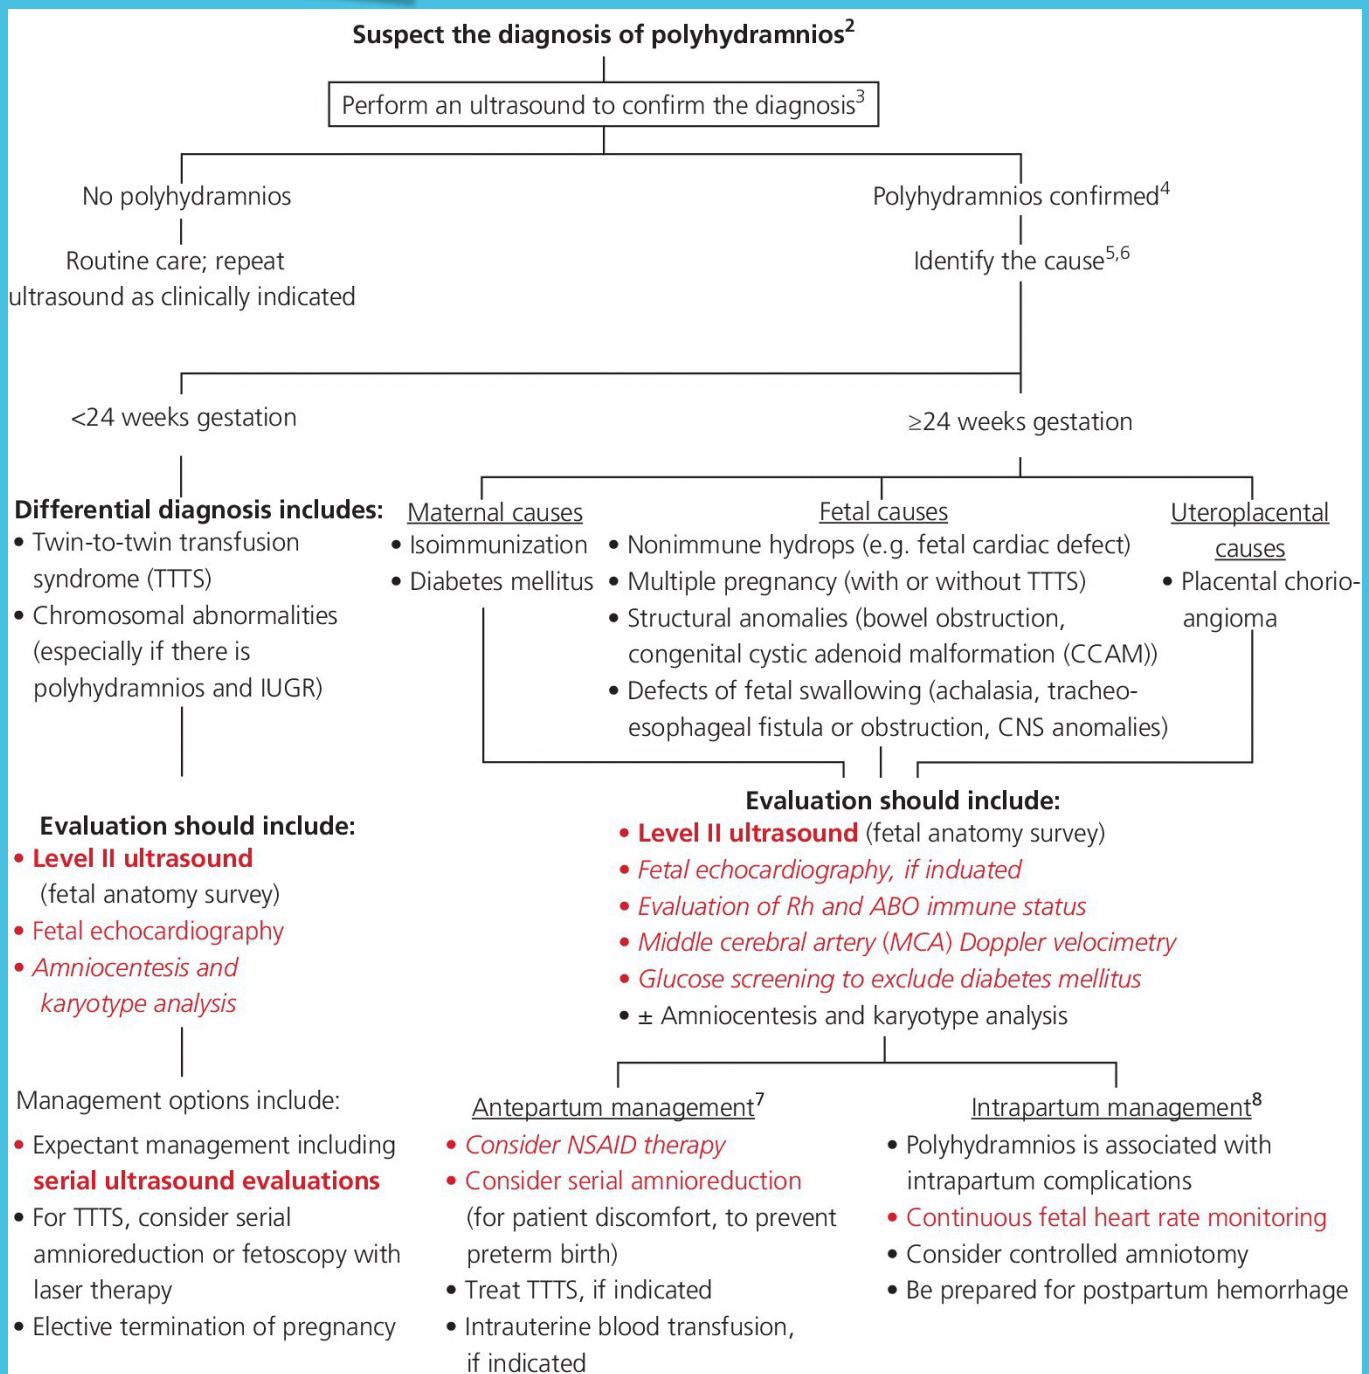 Suspect the diagnosis of polyhydramnios2
Perform an ultrasound to confirm the diagnosis3
No polyhydramnios
Routine care; repeat
ultrasound as clinically indicated
Polyhydramnios confirmed4
Identify the cause5,6
<24 weeks gestation
≥24 weeks gestation
Differential diagnosis includes:
• Twin-to-twin transfusion
syndrome (TTTS)
• Chromosomal abnormalities
(especially if there is
polyhydramnios and IUGR)
Maternal causes
• Isoimmunization
• Diabetes mellitus
Fetal causes
• Nonimmune hydrops (e.g. fetal cardiac defect)
• Multiple pregnancy (with or without TTTS)
• Structural anomalies (bowel obstruction,
congenital cystic adenoid malformation (CCAM))
• Defects of fetal swallowing (achalasia, tracheo-
esophageal fistula or obstruction, CNS anomalies)
Uteroplacental
causes
• Placental chorio-
angioma
Evaluation should include:
• Level II ultrasound
(fetal anatomy survey)
• Fetal echocardiography
• Amniocentesis and
karyotype analysis
Evaluation should include:
• Level II ultrasound (fetal anatomy survey)
• Fetal echocardiography, if induated
• Evaluation of Rh and ABO immune status
• Middle cerebral artery (MCA) Doppler velocimetry
• Glucose screening to exclude diabetes mellitus
• ± Amniocentesis and karyotype analysis
Management options include:
• Expectant management including
serial ultrasound evaluations
• For TTTS, consider serial
amnioreduction or fetoscopy with
laser therapy
• Elective termination of pregnancy
Antepartum management7
• Consider NSAID therapy
• Consider serial amnioreduction
(for patient discomfort, to prevent
preterm birth)
• Treat TTTS, if indicated
• Intrauterine blood transfusion,
if indicated
Intrapartum management8
• Polyhydramnios is associated with
intrapartum complications
• Continuous fetal heart rate monitoring
• Consider controlled amniotomy
• Be prepared for postpartum hemorrhage